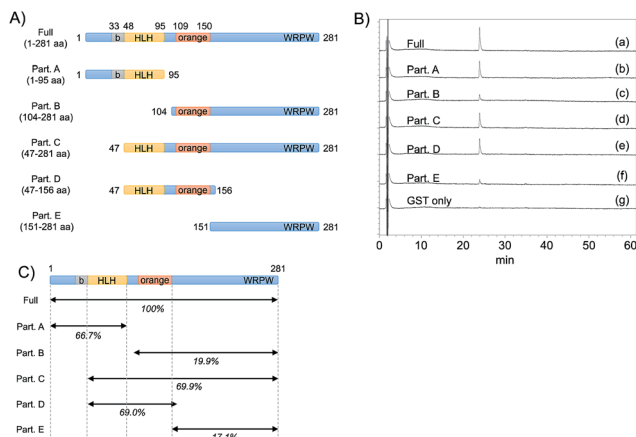 A)
33 48 95 109 150
Full
(1-281 aa)
1 b HLH orange WRPW 281
Part. A
(1-95 aa)
1 b HLH 95
Part. B
(104-281 aa)
104 orange WRPW 281
Part. C
(47-281 aa)
47 HLH orange WRPW 281
Part. D
(47-156 aa)
47 HLH orange 156
Part. E
(151-281 aa)
151 WRPW 281
B)
Full (a)
Part. A (b)
Part. B (c)
Part. C (d)
Part. D (e)
Part. E (f)
GST only (g)
0 10 20 30 40 50 60
min
C)
1 281
b HLH orange WRPW
Full
100%
Part. A
66.7%
Part. B
19.9%
Part. C
69.9%
Part. D
69.0%
Part. E
17.1%